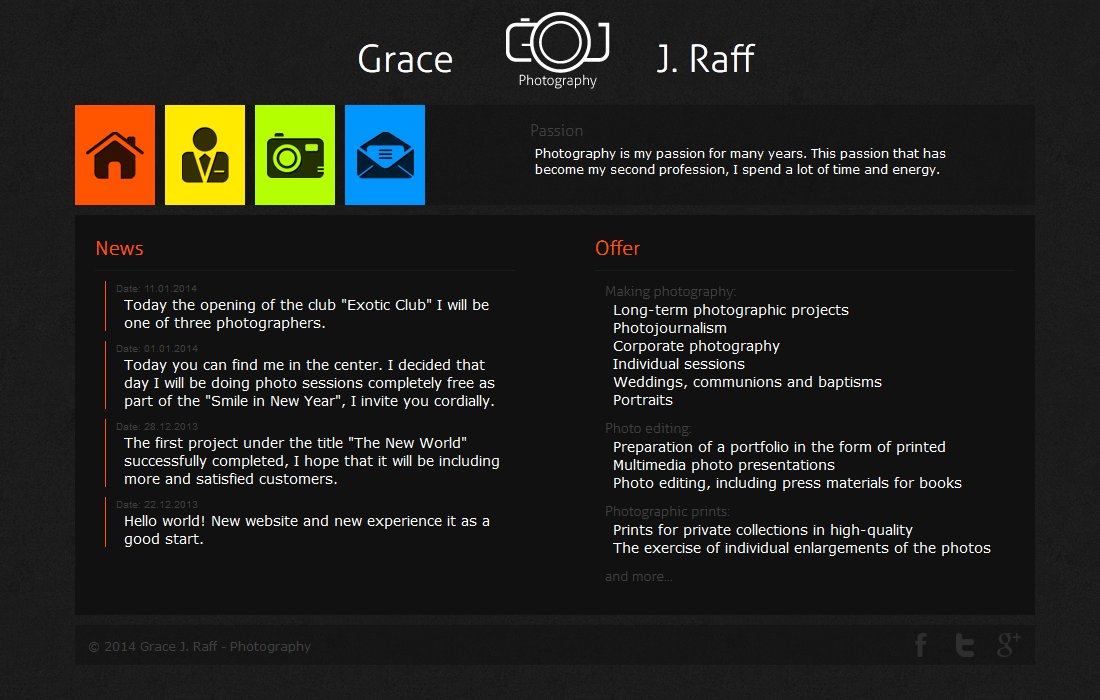 Grace
Photography
J. Raff
Passion
Photography is my passion for many years. This passion that has
become my second profession, I spend a lot of time and energy.
News
Date: 11.01.2014
Today the opening of the club "Exotic Club" I will be
one of three photographers.
Date: 01.01.2014
Today you can find me in the center. I decided that
day I will be doing photo sessions completely free as
part of the "Smile in New Year", I invite you cordially.
Date: 28.12.2013
The first project under the title "The New World"
successfully completed, I hope that it will be including
more and satisfied customers.
Date: 22.12.2013
Hello world! New website and new experience it as a
good start.
Offer
Making photography:
Long-term photographic projects
Photojournalism
Corporate photography
Individual sessions
Weddings, communions and baptisms
Portraits
Photo editing:
Preparation of a portfolio in the form of printed
Multimedia photo presentations
Photo editing, including press materials for books
Photographic prints:
Prints for private collections in high-quality
The exercise of individual enlargements of the photos
and more...
© 2014 Grace J. Raff - Photography